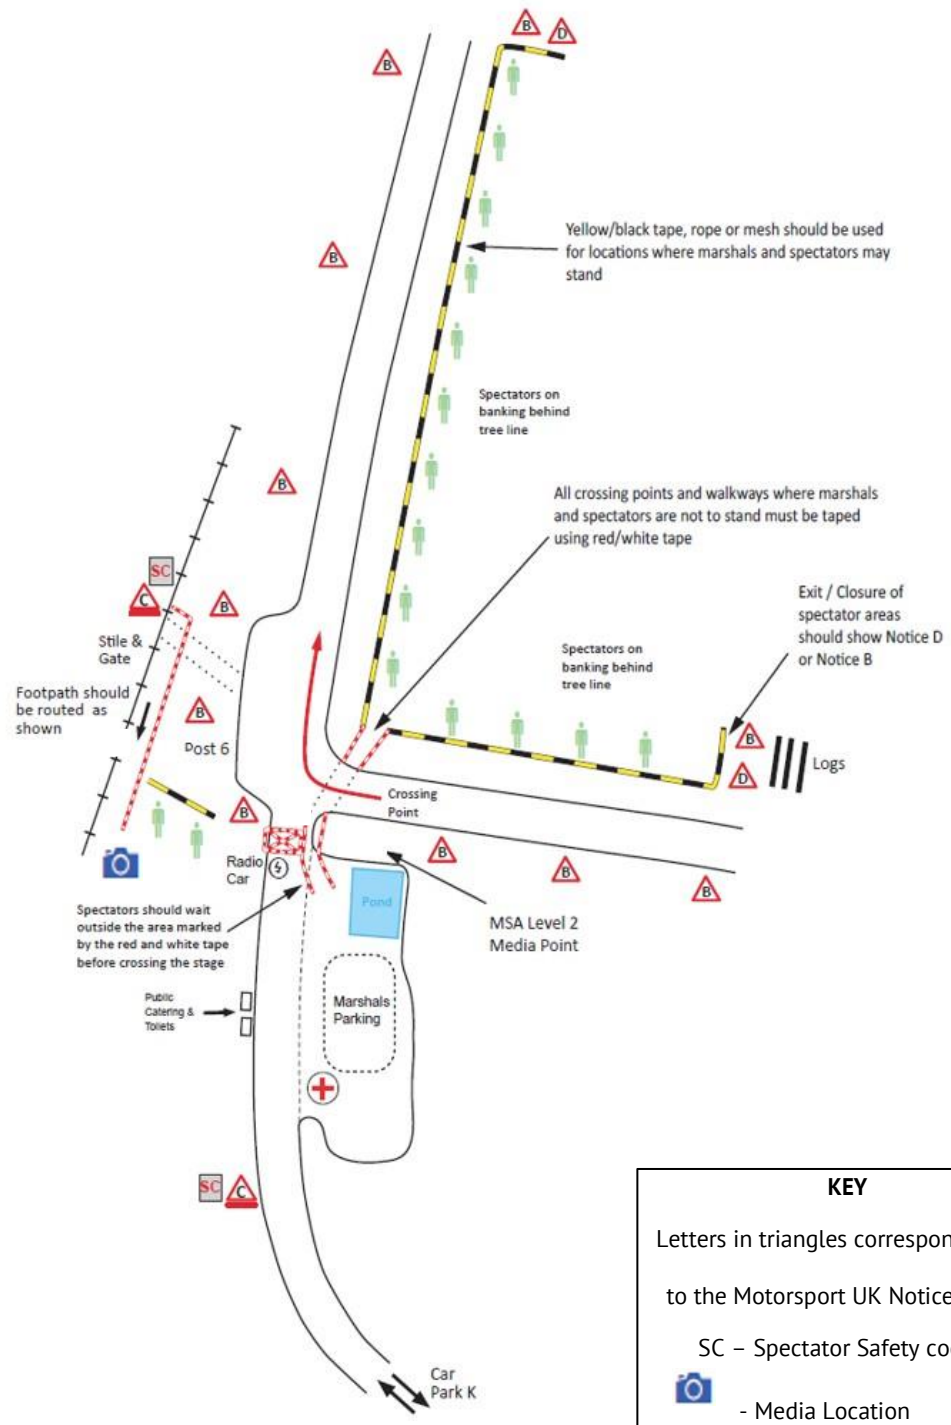 B
D
B
Yellow/black tape, rope or mesh should be used
for locations where marshals and spectators may
stand
B
Spectators on
banking behind
tree line
B
All crossing points and walkways where marshals
and spectators are not to stand must be taped
using red/white tape
SC
C
B
Stile &
Gate
Exit / Closure of
spectator areas
should show Notice D
or Notice B
Spectators on
banking behind
tree line
Footpath should
be routed as
shown
B
Post 6
B
D
Logs
Crossing
Point
B
Radio
Car
B
B
B
Pond
MSA Level 2
Media Point
Spectators should wait
outside the area marked
by the red and white tape
before crossing the stage
Public
Catering &
Toilets
Marshals
Parking
SC
C
Car
Park K
KEY
Letters in triangles correspon
to the Motorsport UK Notice
SC – Spectator Safety co
- Media Location